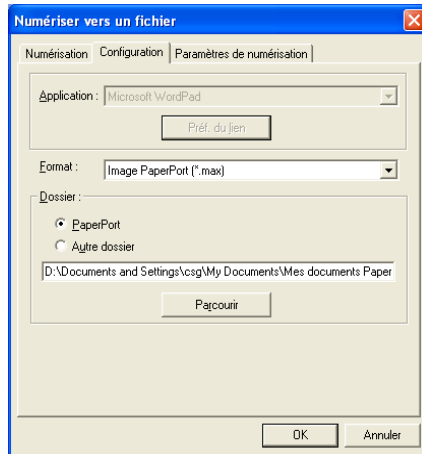 Numériser vers un fichier
Numérisation Configuration Paramètres de numérisation
Application : Microsoft WordPad
Préf. du lien
Format : Image PaperPort (*.max)
Dossier :
PaperPort
Autre dossier
D:\Documents and Settings\csg\My Documents\Mes documents Paper
Parcourir
OK Annuler